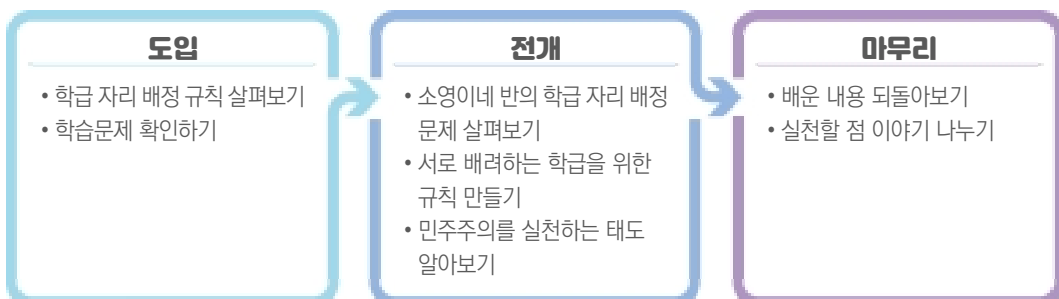 도입
• 학급 자리 배정 규칙 살펴보기
• 학습문제 확인하기
전개
• 소영이네 반의 학급 자리 배정
문제 살펴보기
• 서로 배려하는 학급을 위한
규칙 만들기
• 민주주의를 실천하는 태도
알아보기
마무리
• 배운 내용 되돌아보기
• 실천할 점 이야기 나누기